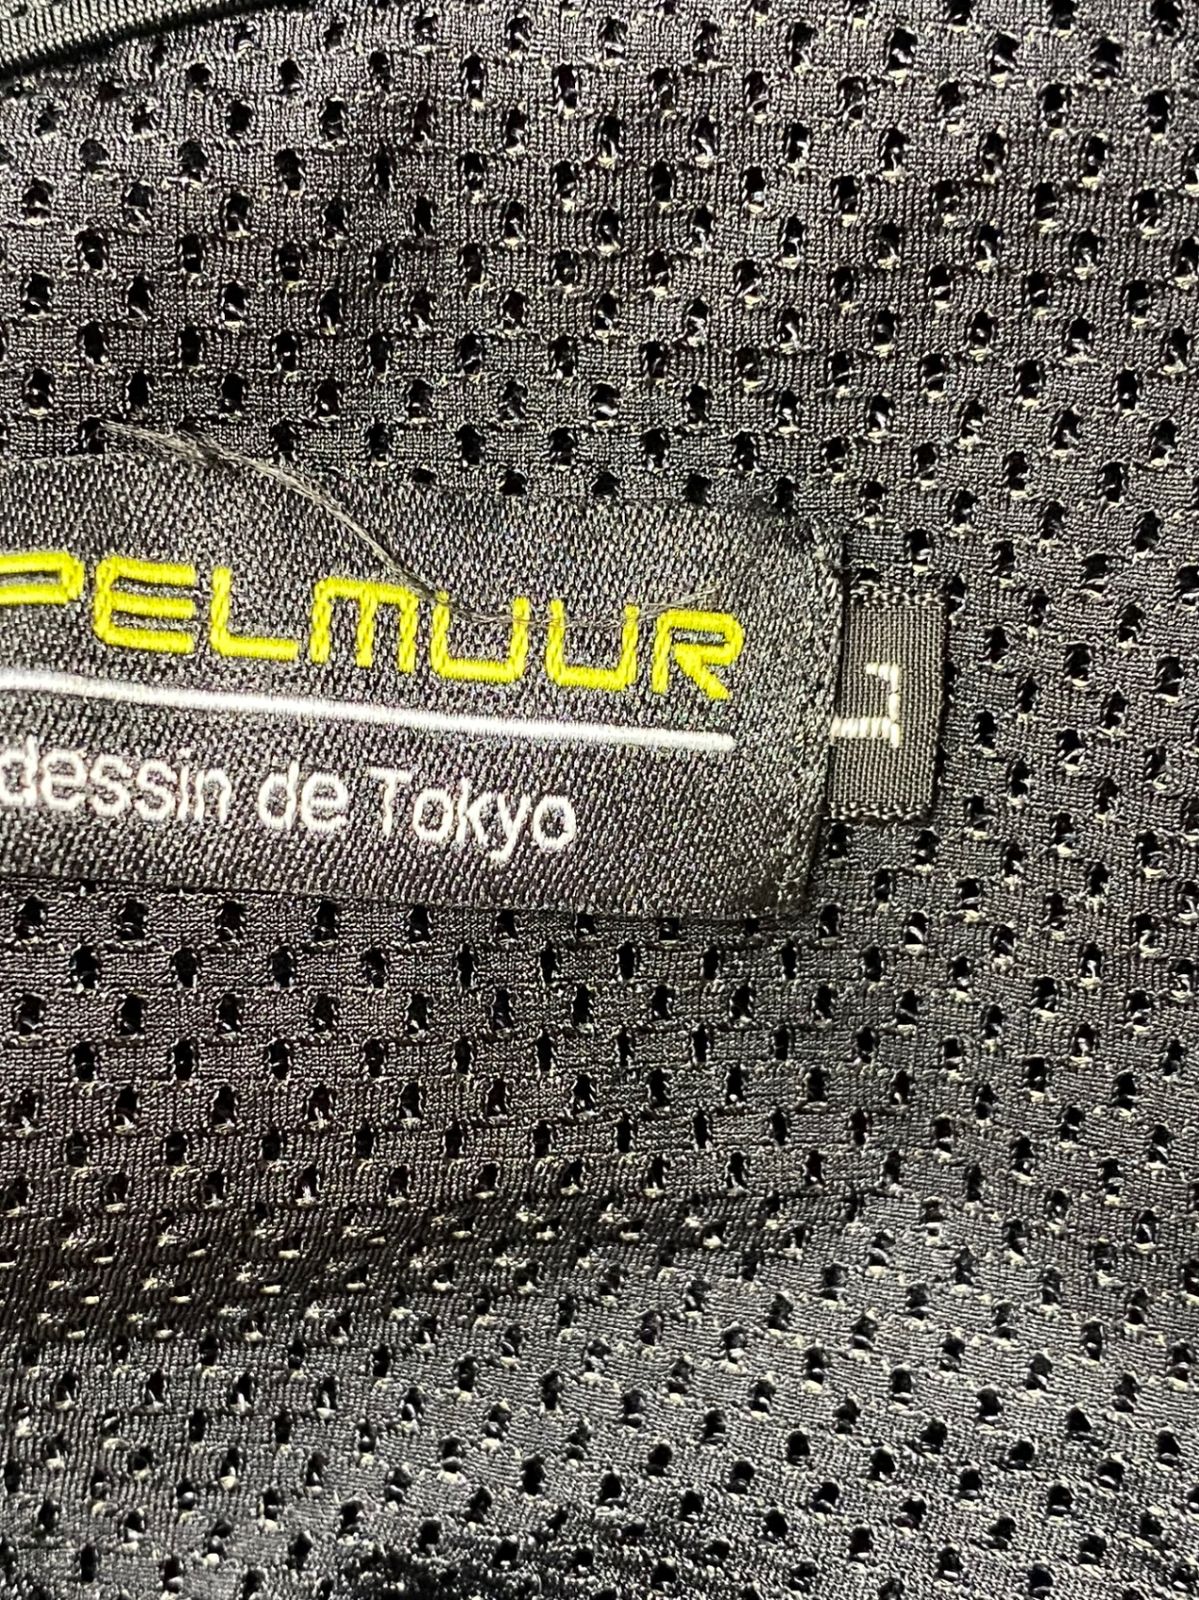 PELMUUR
dessin de Tokyo
L